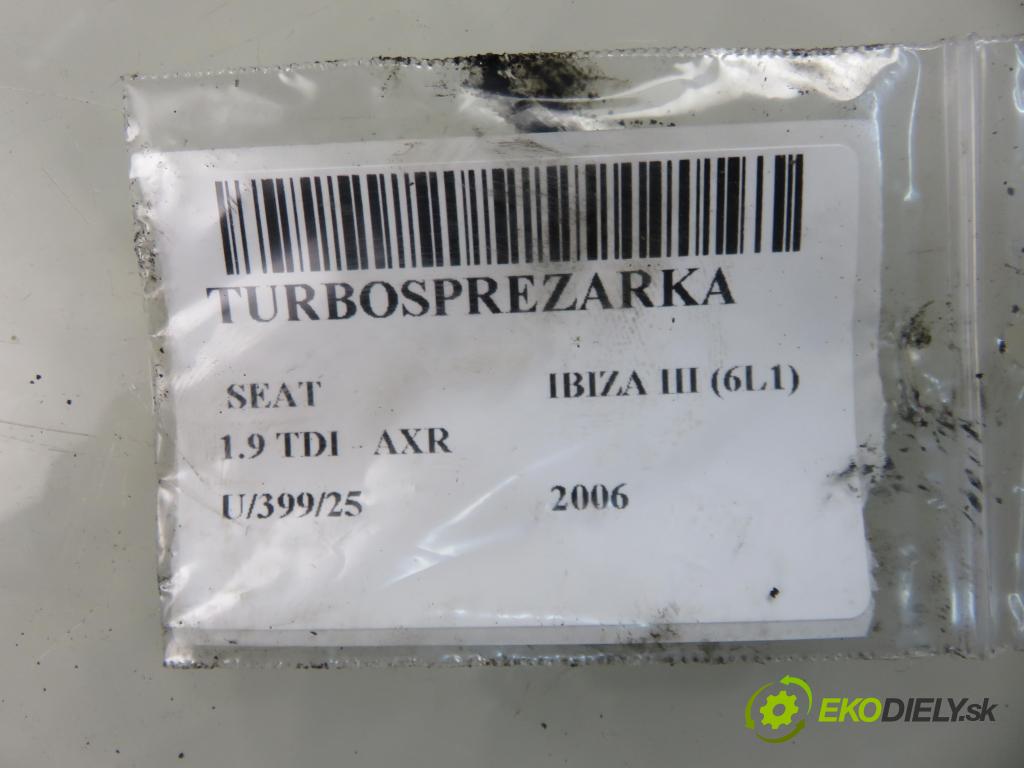 TURBOSPREZARKA
SEAT IBIZA III (6L1)
1.9 TDI - AXR
U/399/25 2006
EKODIELY.sk